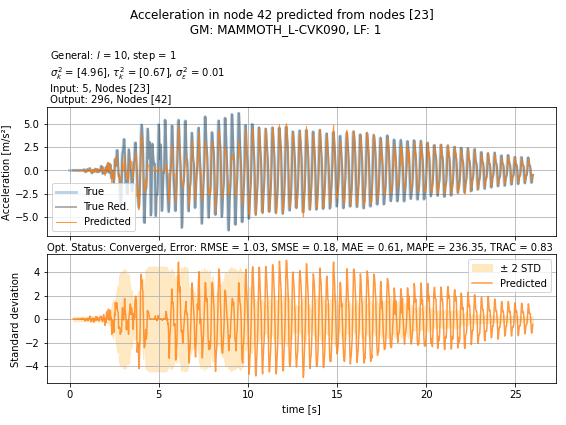 Acceleration in node 42 predicted from nodes [23]
GM: MAMMOTH_L-CVK090, LF: 1
General: l = 10, step = 1
σ²ₖ = [4.96], τ²ₖ = [0.67], σ²ε = 0.01
Input: 5, Nodes [23]
Output: 296, Nodes [42]
Acceleration [m/s²]
5.0
2.5
0.0
−2.5
−5.0
True
True Red.
Predicted
Opt. Status: Converged, Error: RMSE = 1.03, SMSE = 0.18, MAE = 0.61, MAPE = 236.35, TRAC = 0.83
Standard deviation
4
2
0
−2
−4
± 2 STD
Predicted
0 5 10 15 20 25
time [s]